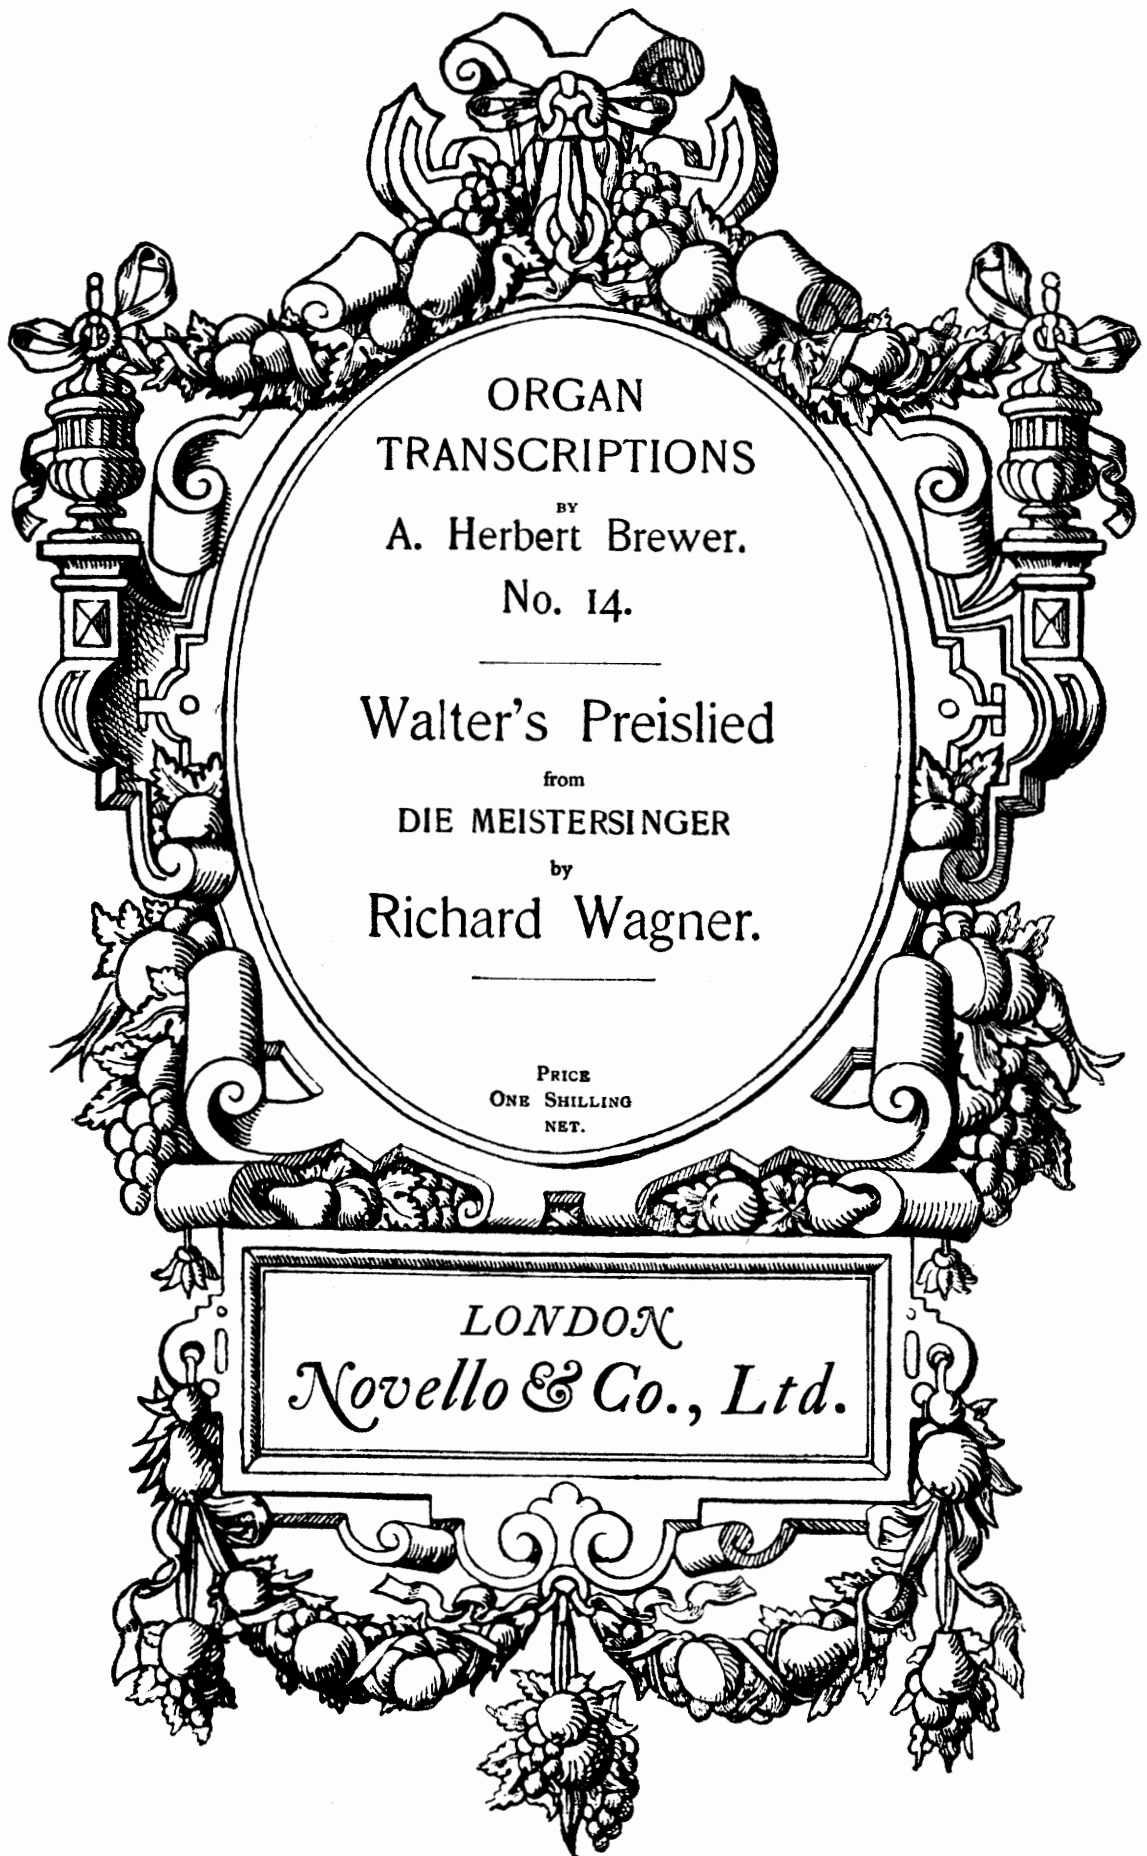 ORGAN
TRANSCRIPTIONS
BY
A. Herbert Brewer.
No. 14.
Walter's Preislied
from
DIE MEISTERSINGER
by
Richard Wagner.
PRICE
ONE SHILLING
NET.
LONDON
Novello & Co., Ltd.